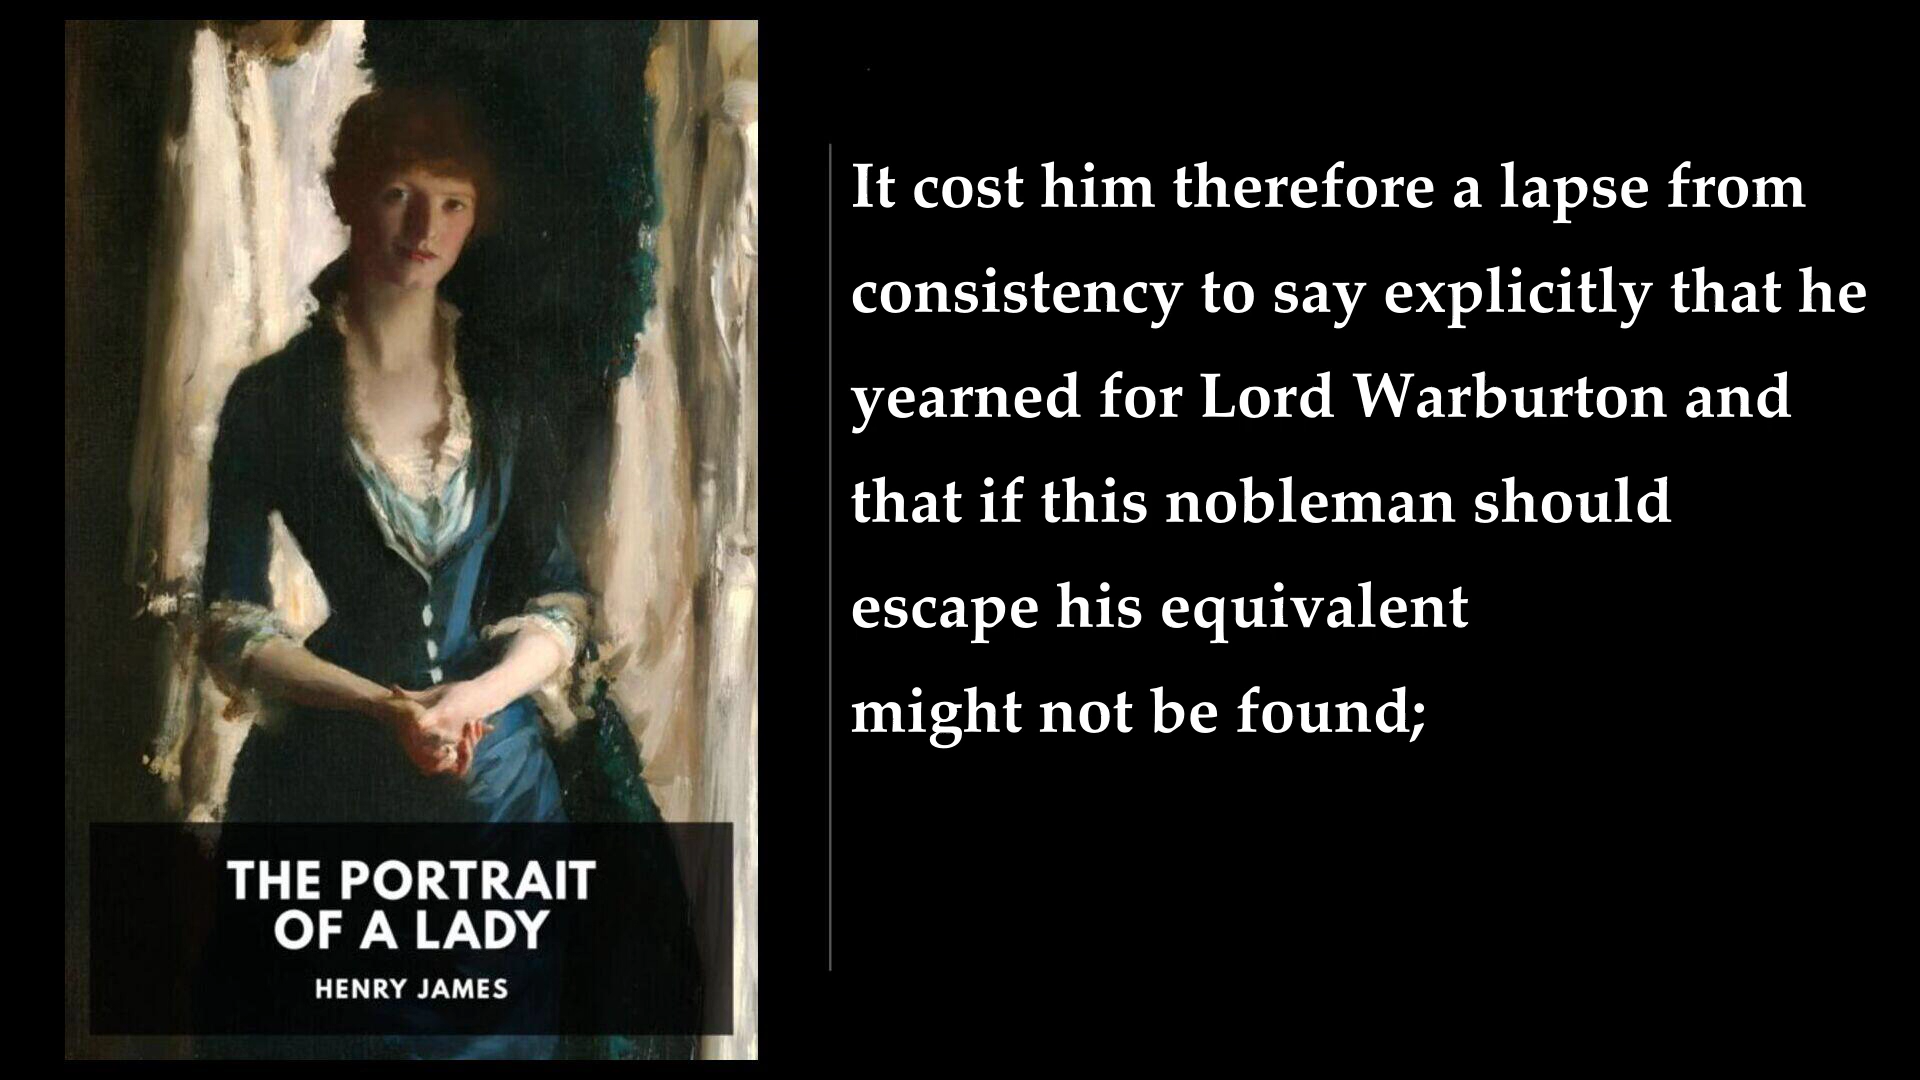 It cost him therefore a lapse from
consistency to say explicitly that he
yearned for Lord Warburton and
that if this nobleman should
escape his equivalent
might not be found;
THE PORTRAIT
OF A LADY
HENRY JAMES